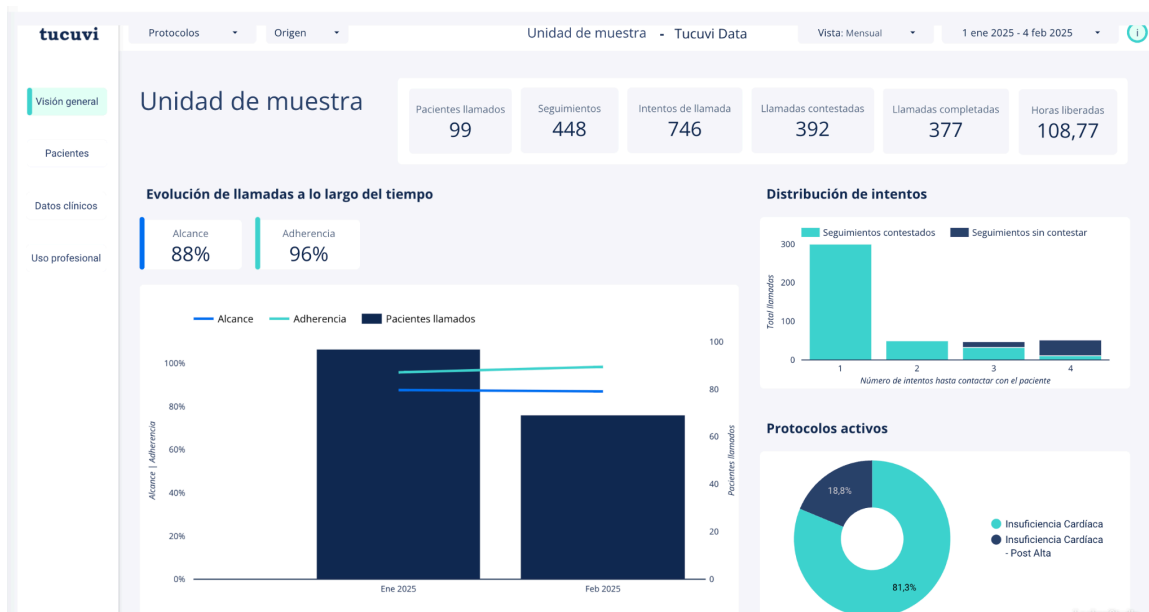 tucuvi
Protocolos
Origen
Unidad de muestra - Tucuvi Data
Vista: Mensual
1 ene 2025 - 4 feb 2025
i
Visión general
Pacientes
Datos clínicos
Uso profesional
Unidad de muestra
Pacientes llamados
99
Seguimientos
448
Intentos de llamada
746
Llamadas contestadas
392
Llamadas completadas
377
Horas liberadas
108,77
Evolución de llamadas a lo largo del tiempo
Alcance
88%
Adherencia
96%
Alcance
Adherencia
Pacientes llamados
100%
80%
60%
40%
20%
0%
Alcance | Adherencia
100
80
60
40
20
0
Pacientes llamados
Ene 2025
Feb 2025
Distribución de intentos
Seguimientos contestados
Seguimientos sin contestar
300
200
100
0
Total llamadas
1
2
3
4
Número de intentos hasta contactar con el paciente
Protocolos activos
18,8%
81,3%
Insuficiencia Cardíaca
Insuficiencia Cardíaca
- Post Alta